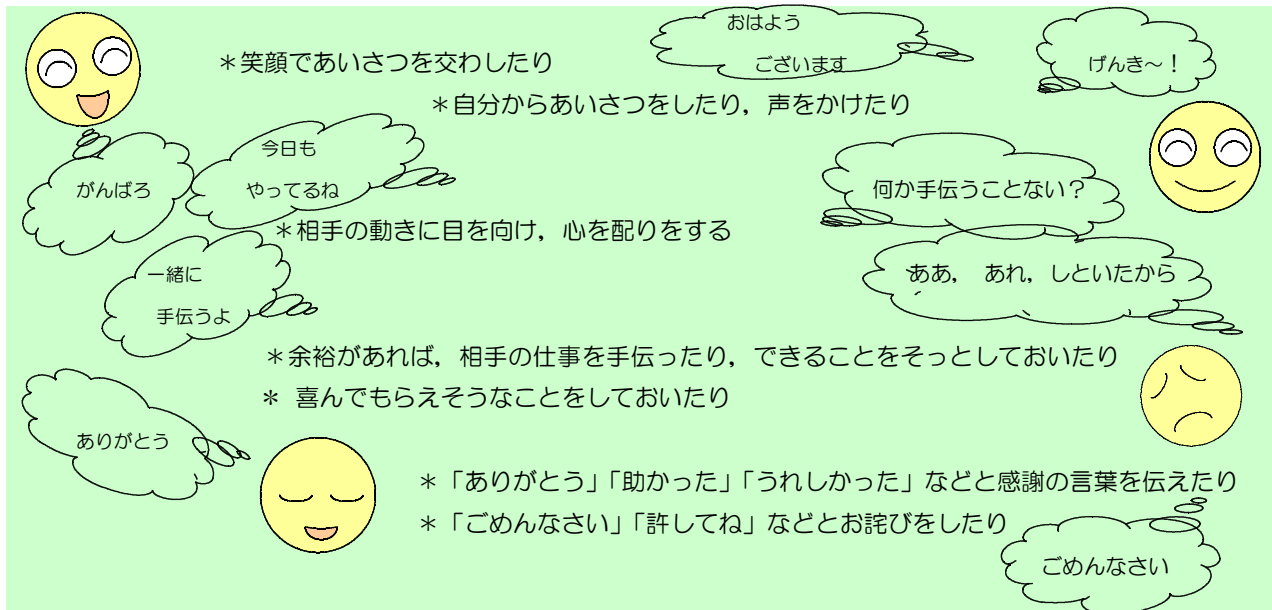 おはよう
ございます
げんき～！
＊笑顔であいさつを交わしたり
＊自分からあいさつをしたり，声をかけたり
今日も
やってるね
がんばろ
何か手伝うことない？
＊相手の動きに目を向け，心を配りをする
一緒に
手伝うよ
ああ， あれ，しといたから
＊余裕があれば，相手の仕事を手伝ったり，できることをそっとしておいたり
＊ 喜んでもらえそうなことをしておいたり
ありがとう
＊「ありがとう」「助かった」「うれしかった」などと感謝の言葉を伝えたり
＊「ごめんなさい」「許してね」などとお詫びをしたり
ごめんなさい